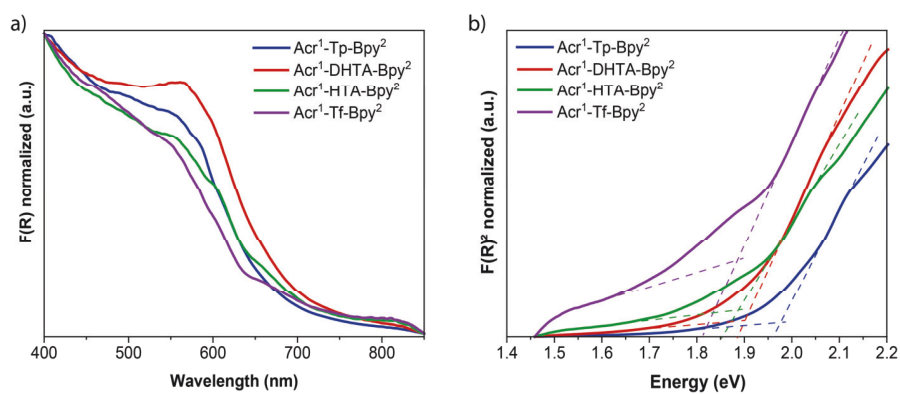 a)
F(R) normalized (a.u.)
Acr¹-Tp-Bpy²
Acr¹-DHTA-Bpy²
Acr¹-HTA-Bpy²
Acr¹-Tf-Bpy²
400 500 600 700 800
Wavelength (nm)
b)
F(R)² normalized (a.u.)
Acr¹-Tp-Bpy²
Acr¹-DHTA-Bpy²
Acr¹-HTA-Bpy²
Acr¹-Tf-Bpy²
1.4 1.5 1.6 1.7 1.8 1.9 2.0 2.1 2.2
Energy (eV)